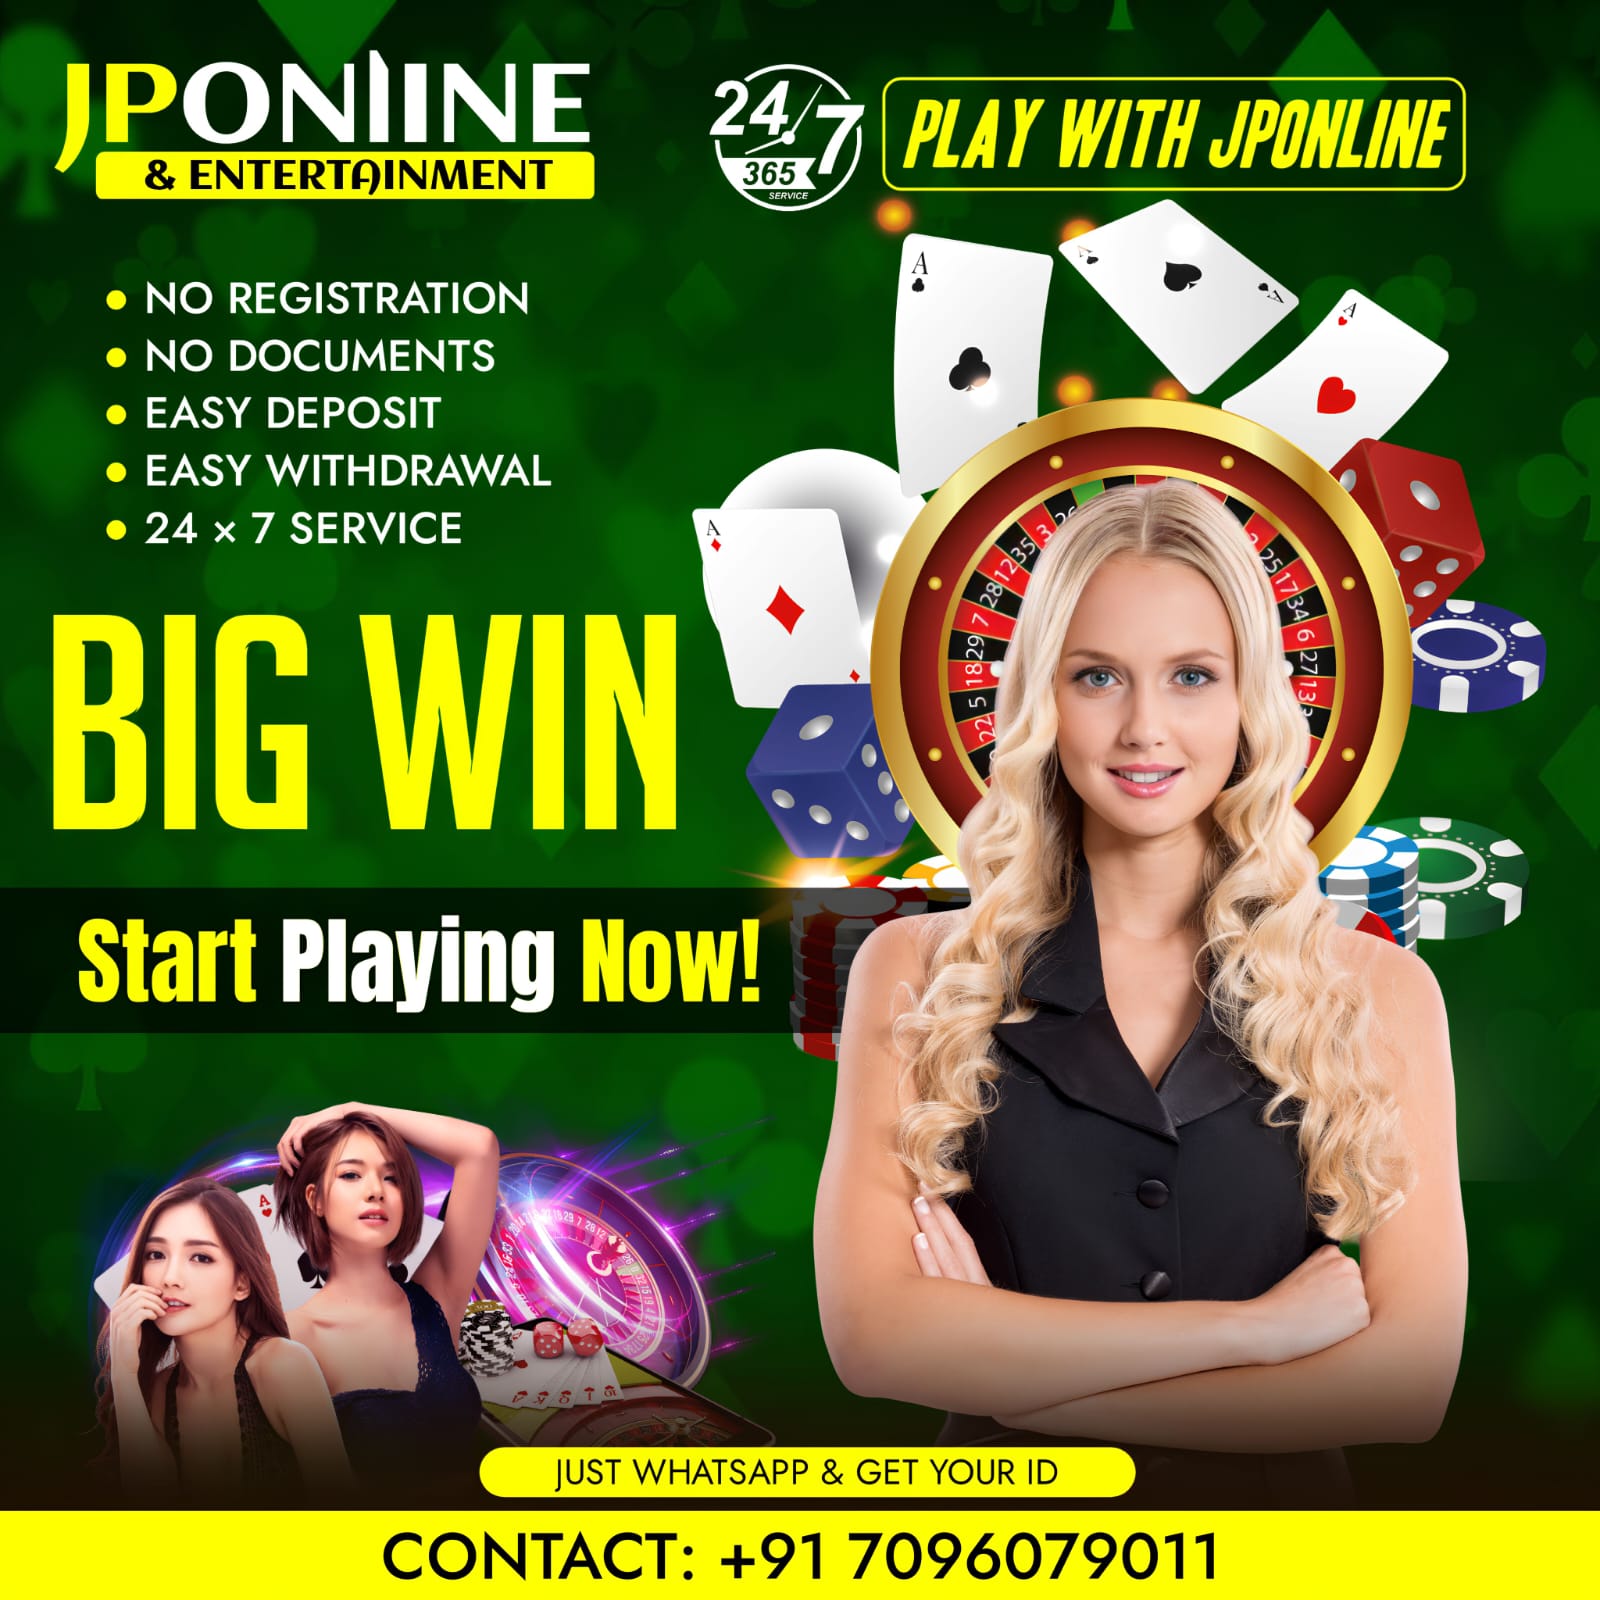 JPONlINE
& ENTERTAINMENT
24/7
365
SERVICE
PLAY WITH JPONLINE
• NO REGISTRATION
• NO DOCUMENTS
• EASY DEPOSIT
• EASY WITHDRAWAL
• 24 × 7 SERVICE
BIG WIN
Start Playing Now!
JUST WHATSAPP & GET YOUR ID
CONTACT: +91 7096079011